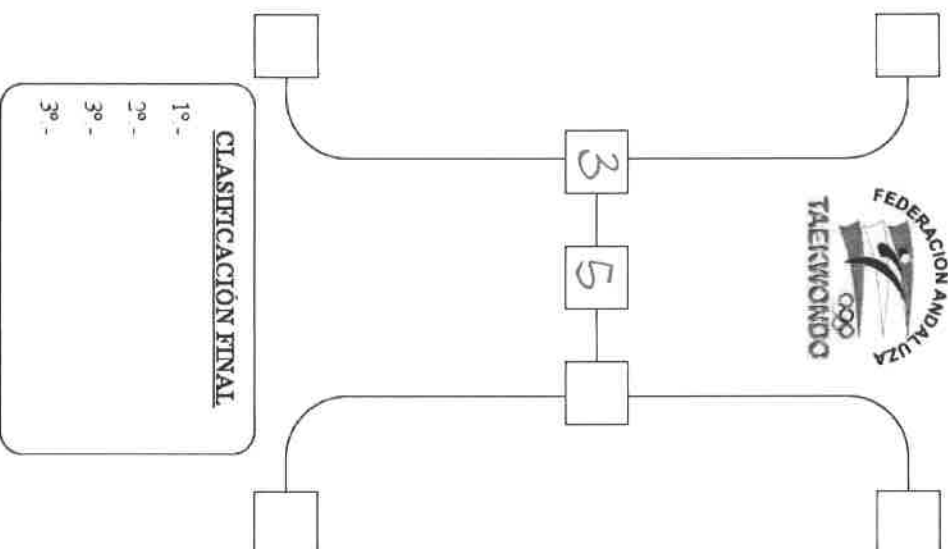 FEDERACION ANDALUZA
TAEKWONDO
3
5
CLASIFICACIÓN FINAL
1º.-
2º.-
3º.-
3º.-